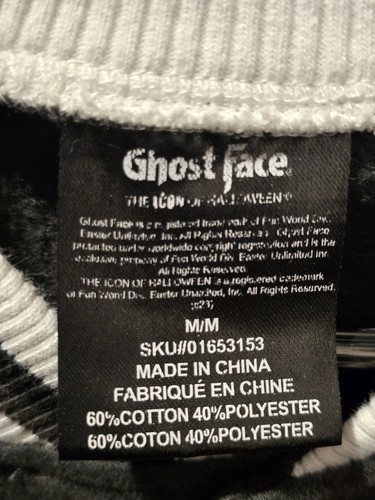 Ghost Face®
THE ICON OF HALLOWEEN®
Ghost Face is a registered trademark of Fun World Div.,
Easter Unlimited, Inc. All Rights Reserved. Ghost Face
protected under worldwide copyright registration and is the
exclusive property of Fun World Div. Easter Unlimited Inc.
All Rights Reserved.
THE ICON OF HALLOWEEN is a registered trademark
of Fun World Div. Easter Unlimited, Inc. All Rights Reserved.
M/M
SKU#01653153
MADE IN CHINA
FABRIQUÉ EN CHINE
60%COTTON 40%POLYESTER
60%COTON 40%POLYESTER